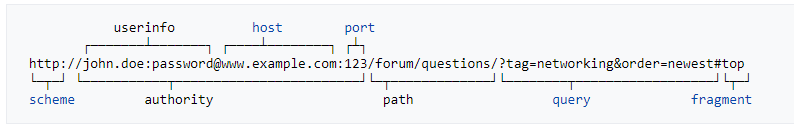 userinfo host port
http://john.doe:password@www.example.com:123/forum/questions/?tag=networking&order=newest#top
scheme authority path query fragment